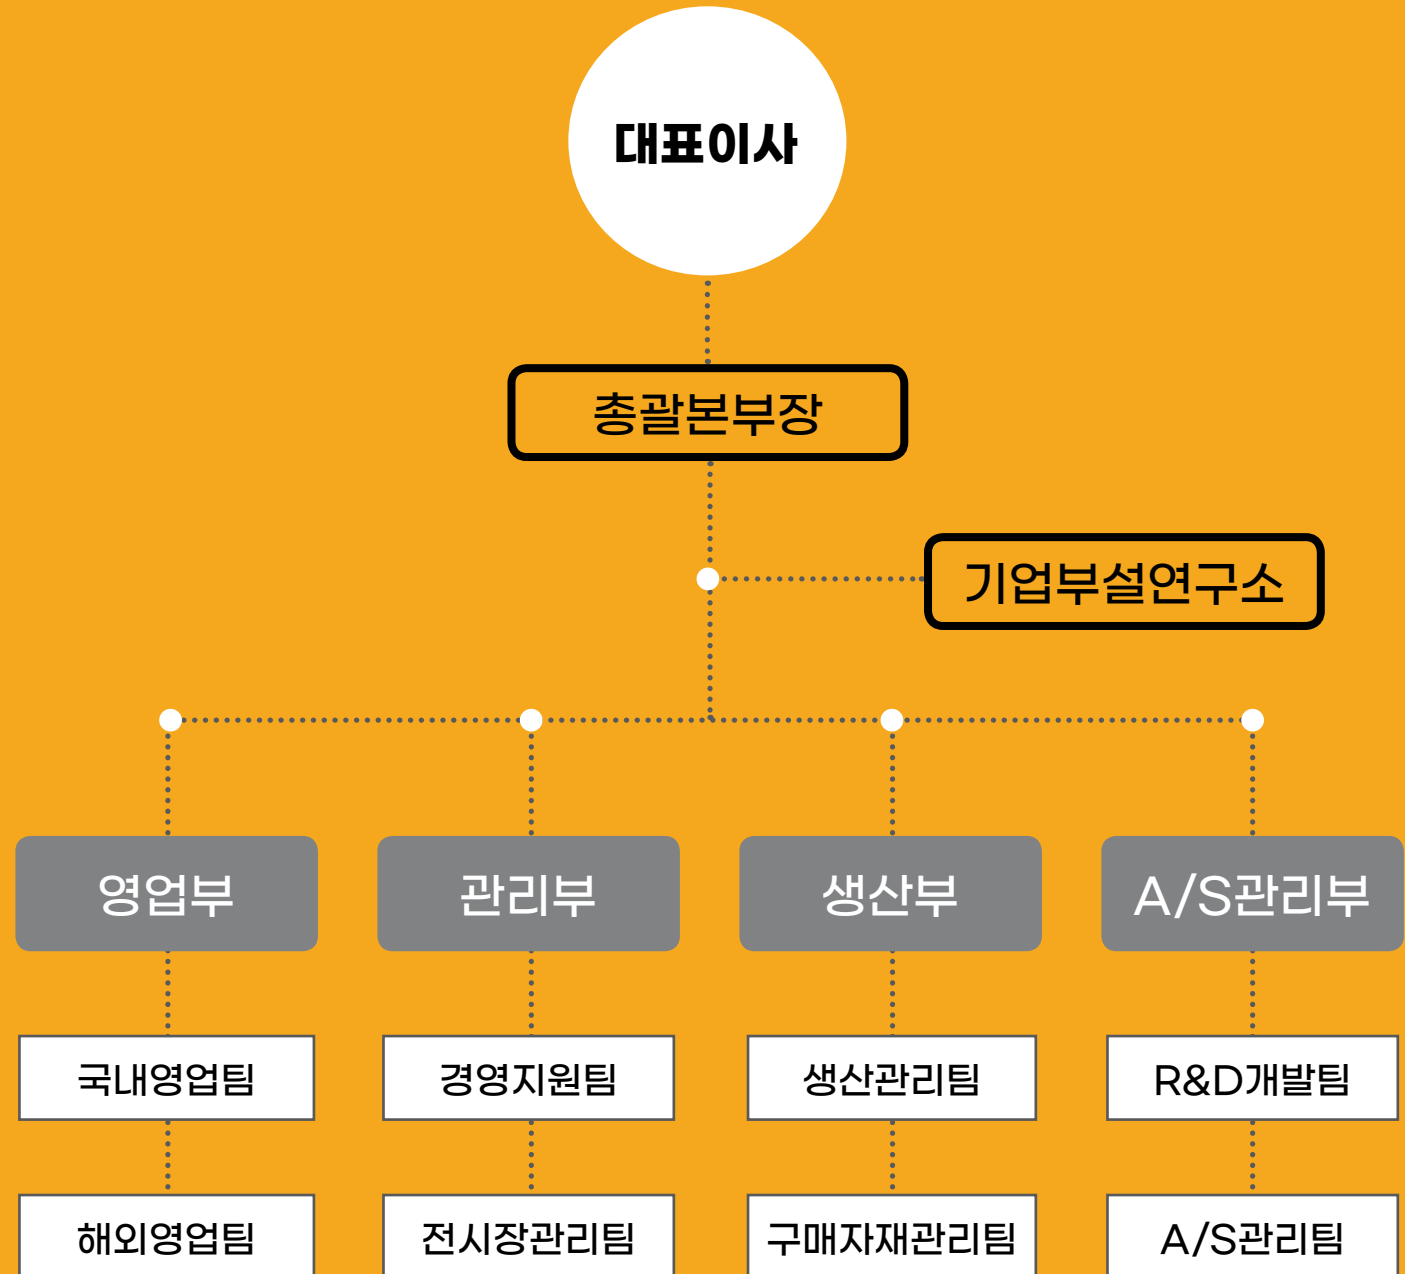 대표이사
총괄본부장
기업부설연구소
영업부
관리부
생산부
A/S관리부
국내영업팀
경영지원팀
생산관리팀
R&D개발팀
해외영업팀
전시장관리팀
구매자재관리팀
A/S관리팀